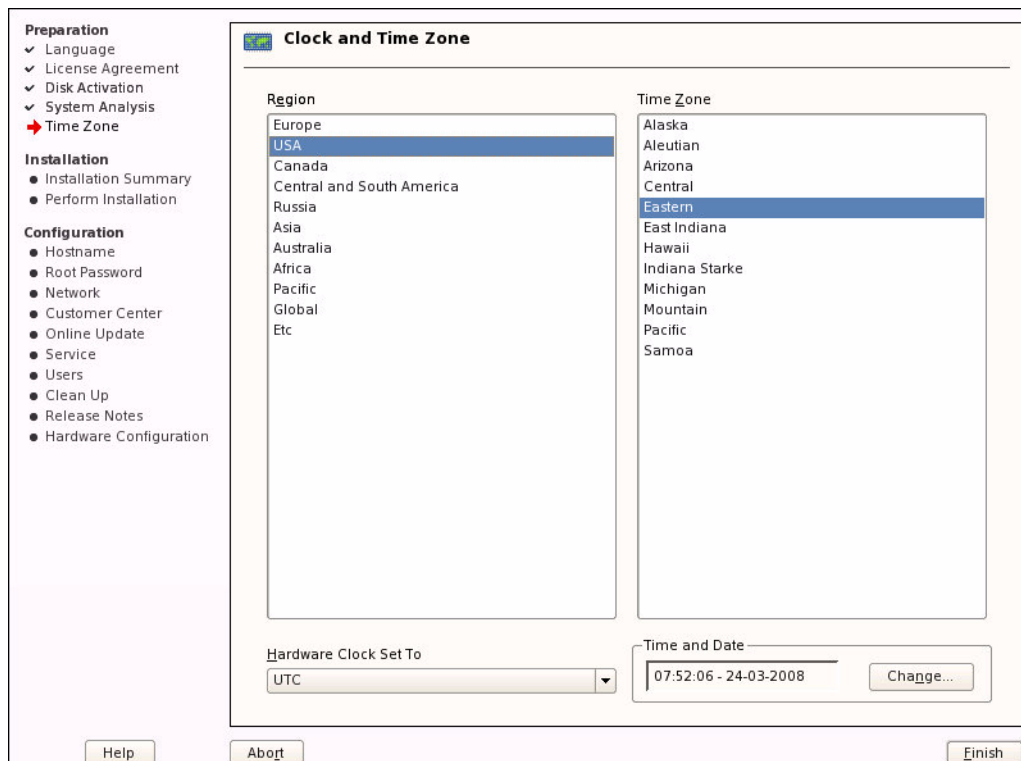 Preparation
Language
License Agreement
Disk Activation
System Analysis
Time Zone
Installation
Installation Summary
Perform Installation
Configuration
Hostname
Root Password
Network
Customer Center
Online Update
Service
Users
Clean Up
Release Notes
Hardware Configuration
Clock and Time Zone
Region
Europe
USA
Canada
Central and South America
Russia
Asia
Australia
Africa
Pacific
Global
Etc
Time Zone
Alaska
Aleutian
Arizona
Central
Eastern
East Indiana
Hawaii
Indiana Starke
Michigan
Mountain
Pacific
Samoa
Hardware Clock Set To
UTC
Time and Date
07:52:06 - 24-03-2008
Change...
Help
Abort
Finish